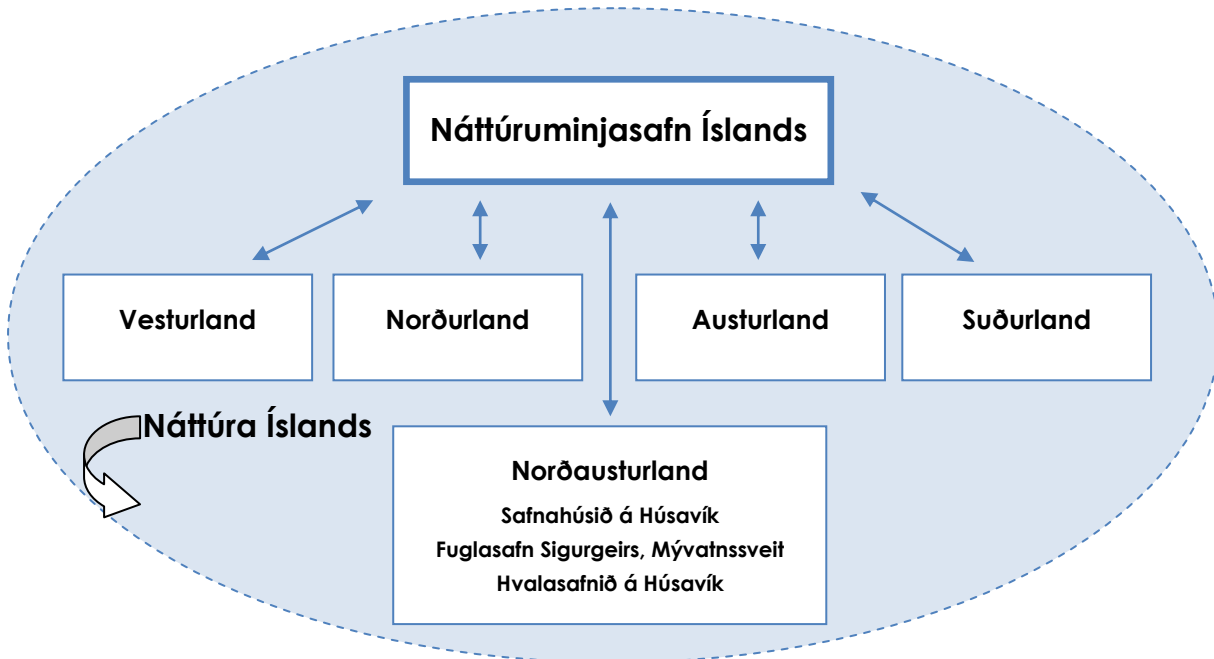 Náttúruminjasafn Íslands
Vesturland
Norðurland
Austurland
Suðurland
Náttúra Íslands
Norðausturland
Safnahúsið á Húsavík
Fuglasafn Sigurgeirs, Mývatnssveit
Hvalasafnið á Húsavík